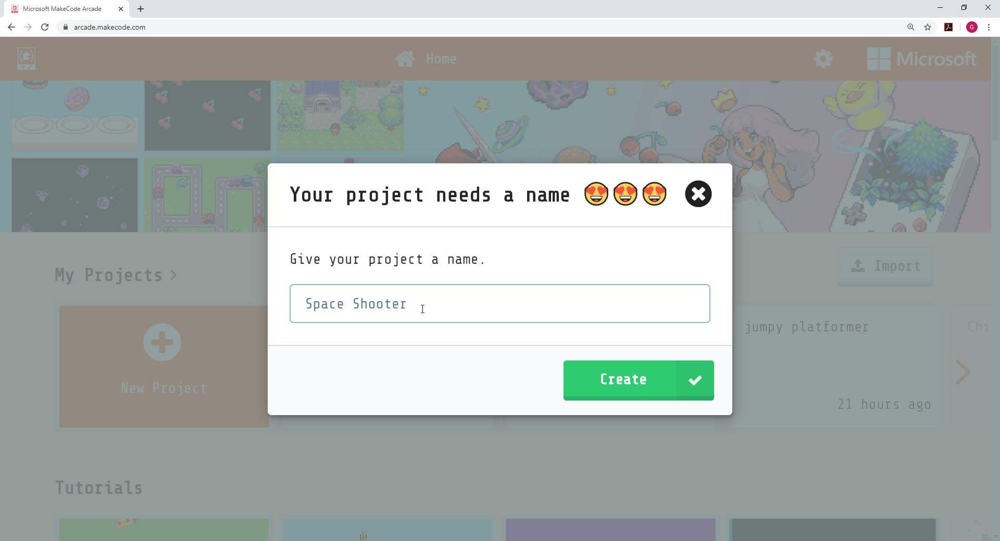 Microsoft MakeCode Arcade
arcade.makecode.com
G
Home
Microsoft
Your project needs a name
Give your project a name.
Space Shooter
Create
My Projects >
Import
New Project
jumpy platformer
21 hours ago
Chi
Tutorials